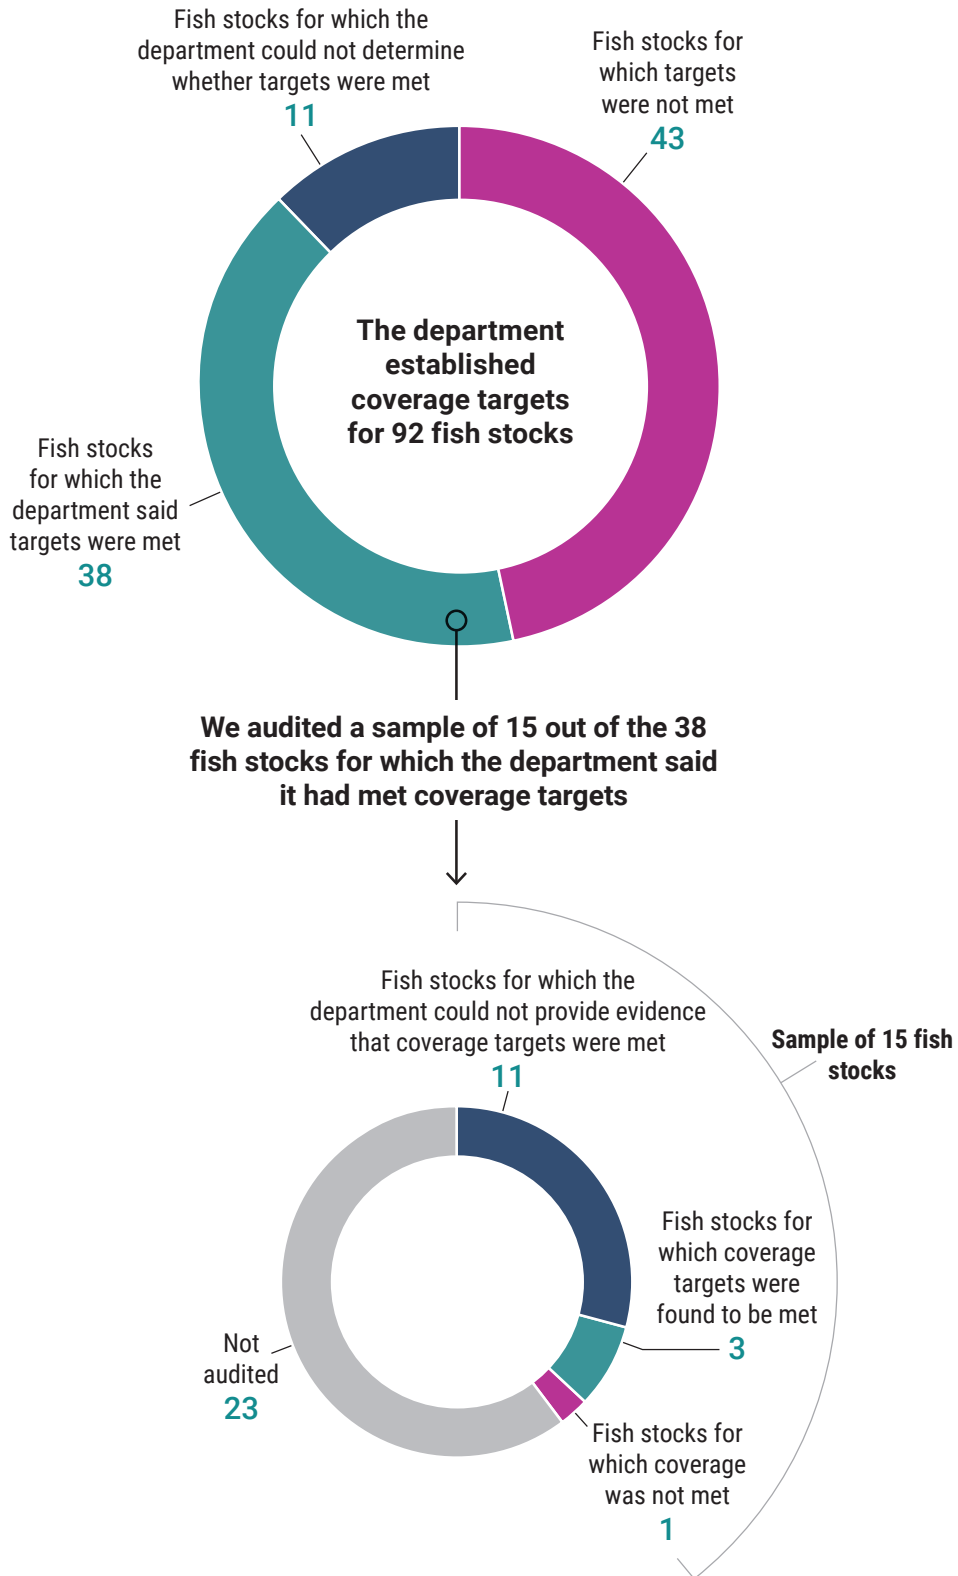 Fish stocks for which the
department could not determine
whether targets were met
11
Fish stocks for
which targets
were not met
43
The department
established
coverage targets
for 92 fish stocks
Fish stocks
for which the
department said
targets were met
38
We audited a sample of 15 out of the 38
fish stocks for which the department said
it had met coverage targets
Fish stocks for which the
department could not provide evidence
that coverage targets were met
11
Sample of 15 fish
stocks
Fish stocks for
which coverage
targets were
found to be met
3
Not
audited
23
Fish stocks for
which coverage
was not met
1